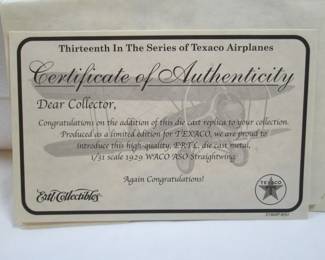 Thirteenth In The Series of Texaco Airplanes
Certificate of Authenticity
Dear Collector,
Congratulations on the addition of this die cast replica to your collection.
Produced as a limited edition for TEXACO, we are proud to
introduce this high-quality, ERTL, die cast metal,
1/31 scale 1929 WACO ASO Straightwing.
Again Congratulations!
Ertl Collectibles
TEXACO